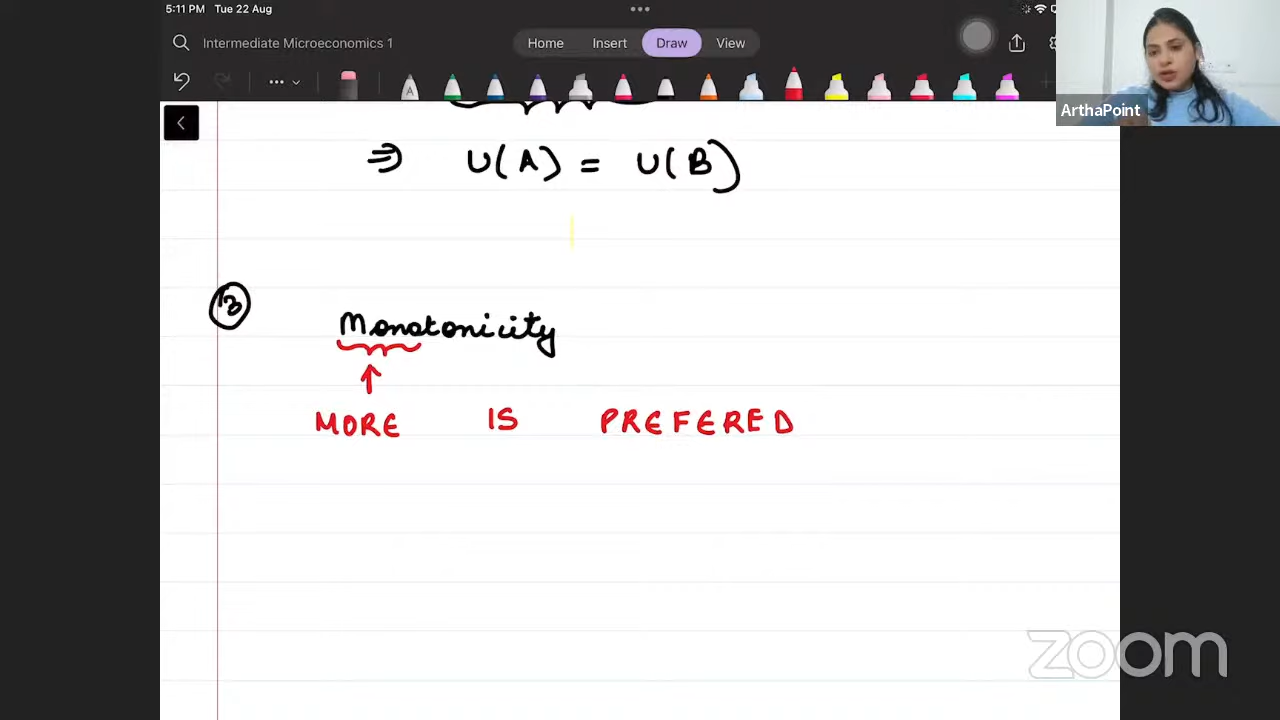 5:11 PM Tue 22 Aug
Intermediate Microeconomics 1
Home Insert Draw View
ArthaPoint
A
⇒ U(A) = U(B)
3
Monotonicity
↑
MORE IS PREFERED
zoom